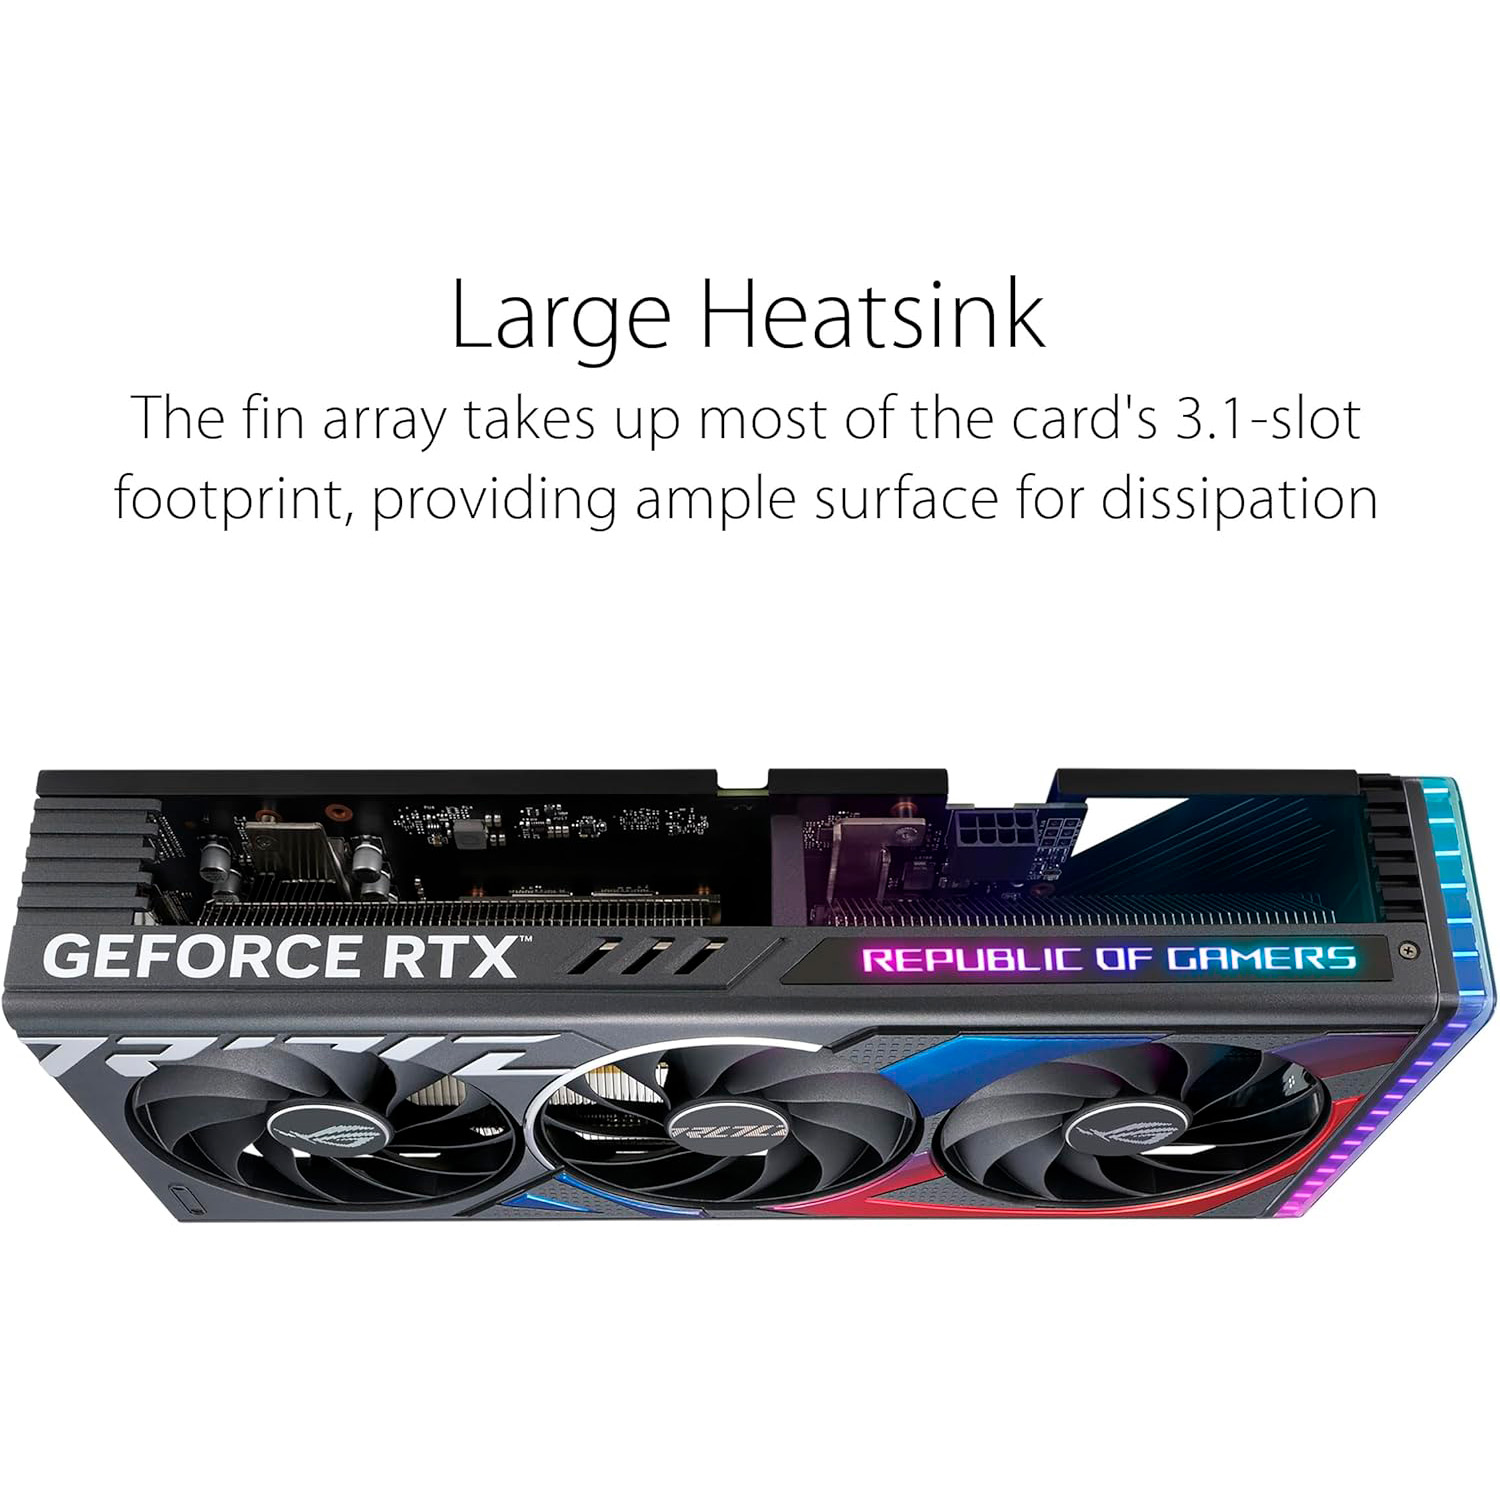 Large Heatsink
The fin array takes up most of the card's 3.1-slot
footprint, providing ample surface for dissipation
GEFORCE RTX™
REPUBLIC OF GAMERS